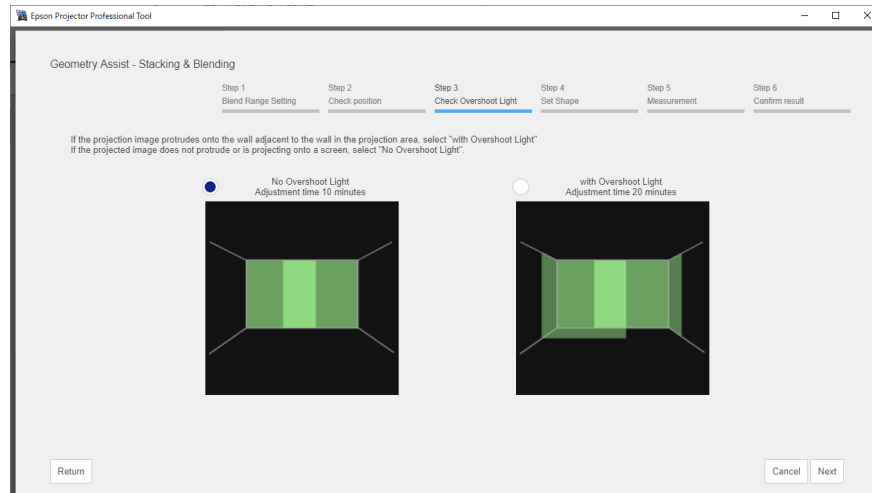 Epson Projector Professional Tool
Geometry Assist - Stacking & Blending
Step 1
Blend Range Setting
Step 2
Check position
Step 3
Check Overshoot Light
Step 4
Set Shape
Step 5
Measurement
Step 6
Confirm result
If the projection image protrudes onto the wall adjacent to the wall in the projection area, select "with Overshoot Light"
If the projected image does not protrude or is projecting onto a screen, select "No Overshoot Light".
No Overshoot Light
Adjustment time 10 minutes
with Overshoot Light
Adjustment time 20 minutes
Return
Cancel
Next